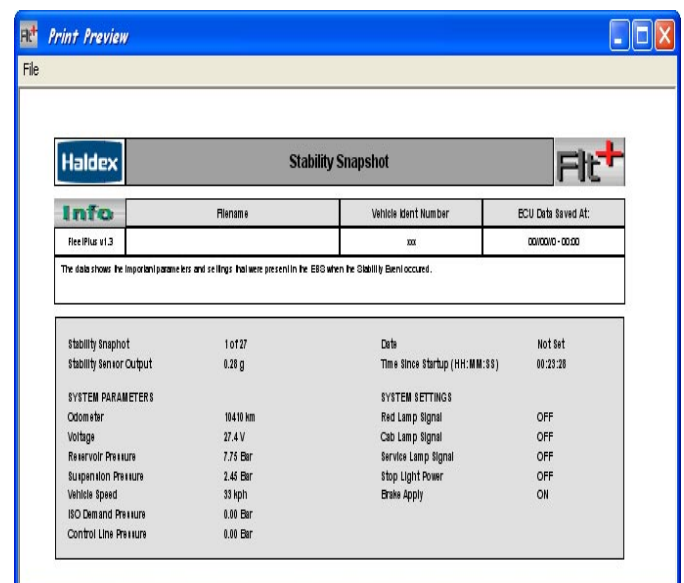 Flt+ Print Preview
File
Haldex Stability Snapshot Flt+
Info Filename Vehicle Ident Number ECU Data Saved At:
FleetPlus v1.3 xxx 00/00/0 - 00:00
The data shows the important parameters and settings that were present in the EBS when the Stability Event occured.
Stability Snaphot 1 of 27 Date Not Set
Stability Sensor Output 0.28 g Time Since Startup (HH:MM:SS) 00:23:28
SYSTEM PARAMETERS SYSTEM SETTINGS
Odometer 10410 km Red Lamp Signal OFF
Voltage 27.4 V Cab Lamp Signal OFF
Reservoir Pressure 7.75 Bar Service Lamp Signal OFF
Suspension Pressure 2.45 Bar Stop Light Power OFF
Vehicle Speed 33 kph Brake Apply ON
ISO Demand Pressure 0.00 Bar
Control Line Pressure 0.00 Bar